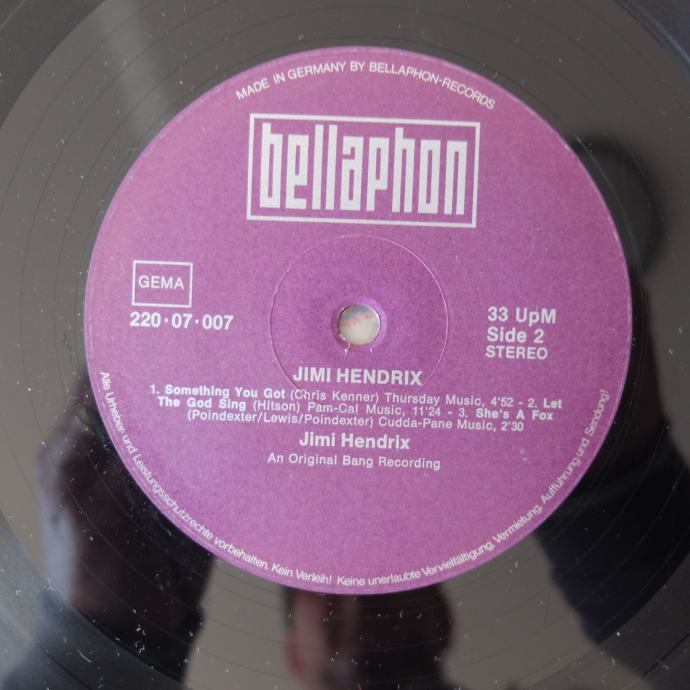 MADE IN GERMANY BY BELLAPHON-RECORDS
bellaphon
GEMA
220·07·007
33 UpM
Side 2
STEREO
JIMI HENDRIX
1. Something You Got (Chris Kenner) Thursday Music, 4'52 - 2. Let
The God Sing (Hitson) Pam-Cal Music, 11'24 - 3. She's A Fox
(Poindexter/Lewis/Poindexter) Cudda-Pane Music, 2'30
Jimi Hendrix
An Original Bang Recording
Alle Urheber- und Leistungsschutzrechte vorbehalten. Kein Verleih! Keine unerlaubte Vervielfältigung, Vermietung, Aufführung und Sendung!